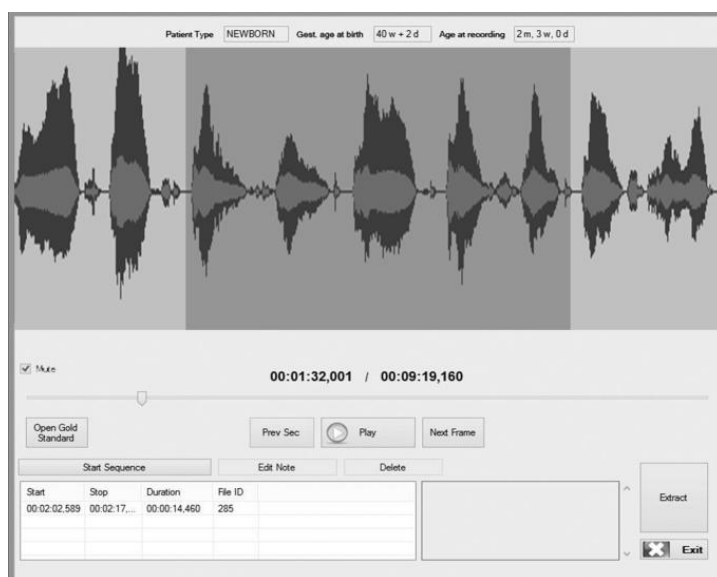 Patient Type NEWBORN Gest. age at birth 40 w + 2 d Age at recording 2 m, 3 w, 0 d
Mute
00:01:32,001 / 00:09:19,160
Open Gold Standard
Prev Sec Play Next Frame
Start Sequence Edit Note Delete
Start Stop Duration File ID
00:02:02,589 00:02:17,... 00:00:14,460 285
Extract
Exit